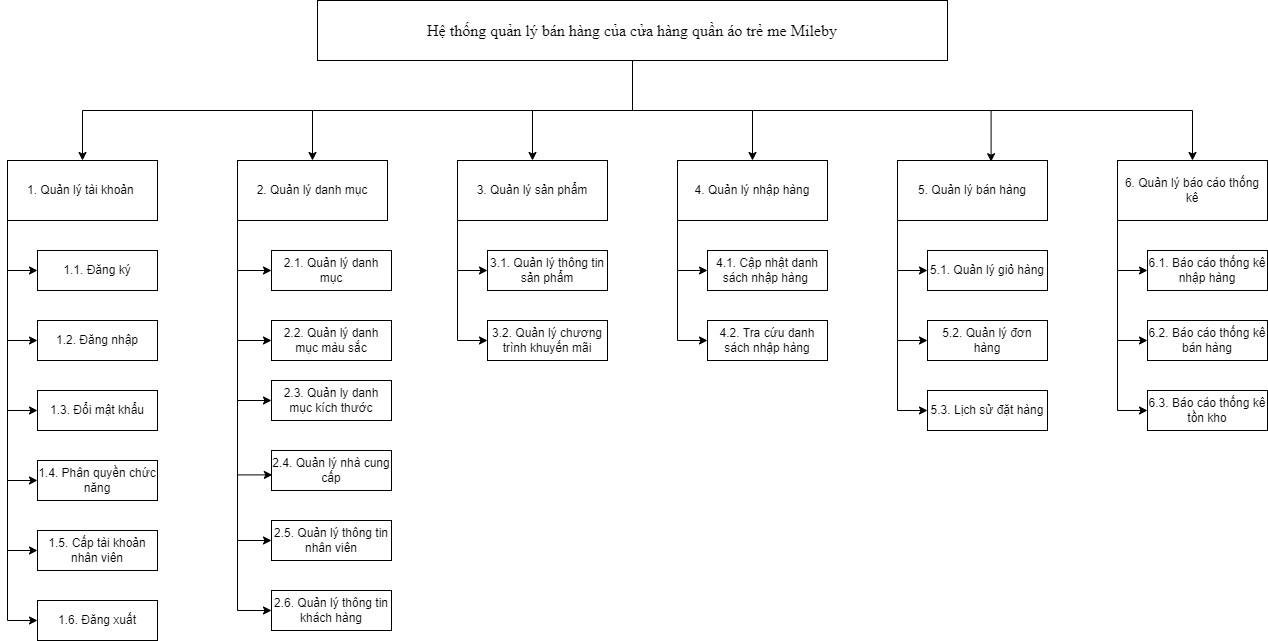 Hệ thống quản lý bán hàng của cửa hàng quần áo trẻ me Mileby
1. Quản lý tài khoản
1.1. Đăng ký
1.2. Đăng nhập
1.3. Đổi mật khẩu
1.4. Phân quyền chức
năng
1.5. Cấp tài khoản
nhân viên
1.6. Đăng xuất
2. Quản lý danh mục
2.1. Quản lý danh
mục
2.2. Quản lý danh
mục màu sắc
2.3. Quản ly danh
mục kích thước
2.4. Quản lý nhà cung
cấp
2.5. Quản lý thông tin
nhân viên
2.6. Quản lý thông tin
khách hàng
3. Quản lý sản phẩm
3.1. Quản lý thông tin
sản phẩm
3.2. Quản lý chương
trình khuyến mãi
4. Quản lý nhập hàng
4.1. Cập nhật danh
sách nhập hàng
4.2. Tra cứu danh
sách nhập hàng
5. Quản lý bán hàng
5.1. Quản lý giỏ hàng
5.2. Quản lý đơn
hàng
5.3. Lịch sử đặt hàng
6. Quản lý báo cáo thống
kê
6.1. Báo cáo thống kê
nhập hàng
6.2. Báo cáo thống kê
bán hàng
6.3. Báo cáo thống kê
tồn kho